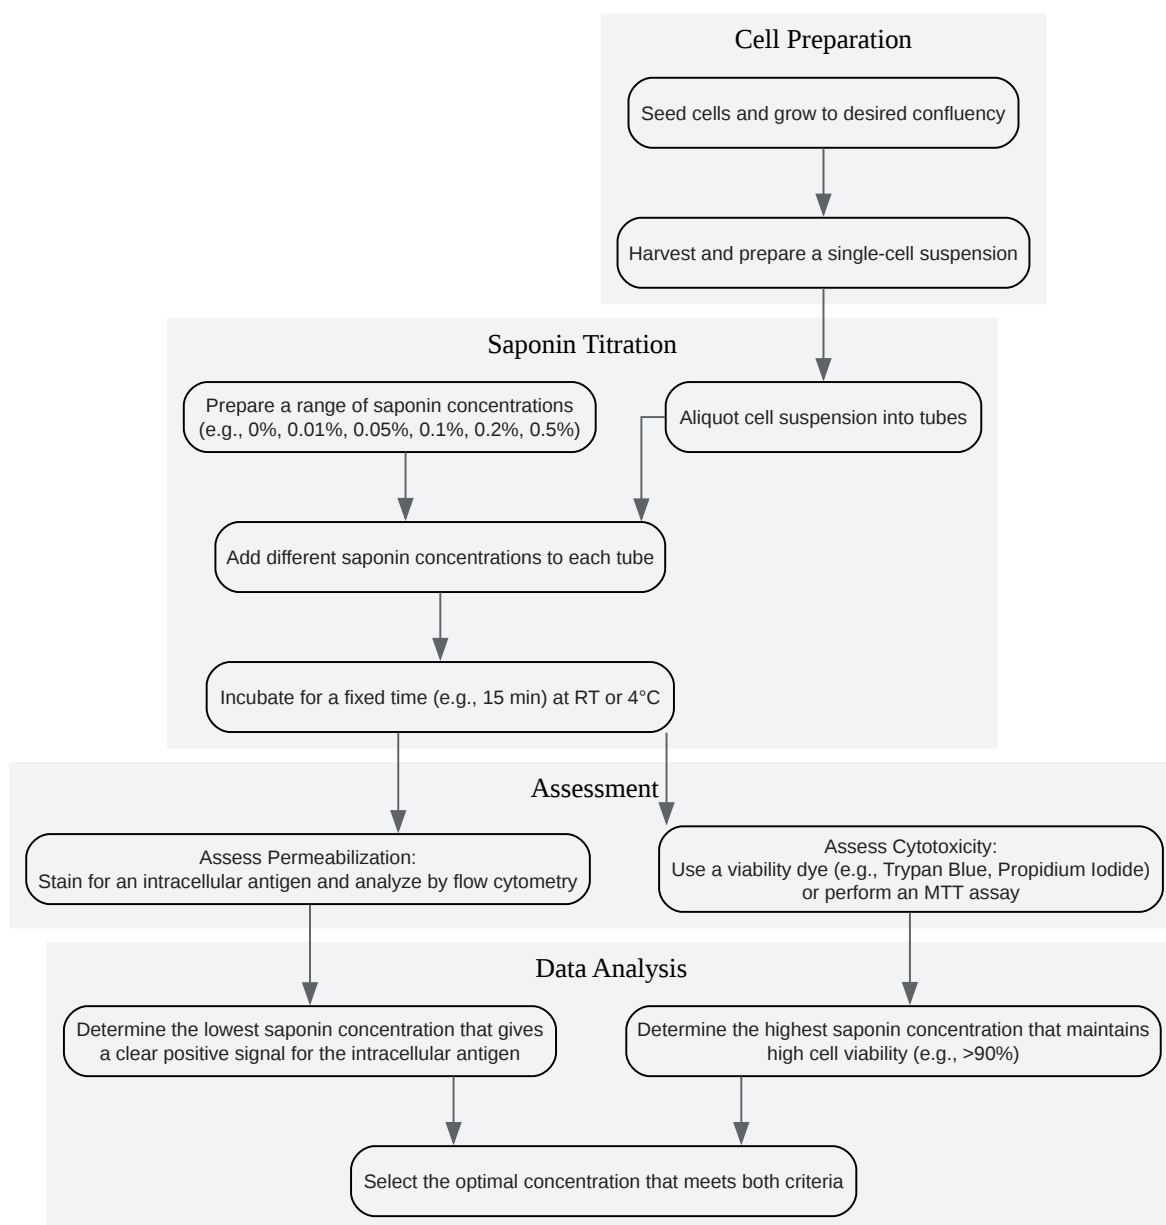 Cell Preparation
Seed cells and grow to desired confluency
Harvest and prepare a single-cell suspension
Saponin Titration
Prepare a range of saponin concentrations
(e.g., 0%, 0.01%, 0.05%, 0.1%, 0.2%, 0.5%)
Aliquot cell suspension into tubes
Add different saponin concentrations to each tube
Incubate for a fixed time (e.g., 15 min) at RT or 4°C
Assessment
Assess Permeabilization:
Stain for an intracellular antigen and analyze by flow cytometry
Assess Cytotoxicity:
Use a viability dye (e.g., Trypan Blue, Propidium Iodide)
or perform an MTT assay
Data Analysis
Determine the lowest saponin concentration that gives
a clear positive signal for the intracellular antigen
Determine the highest saponin concentration that maintains
high cell viability (e.g., >90%)
Select the optimal concentration that meets both criteria